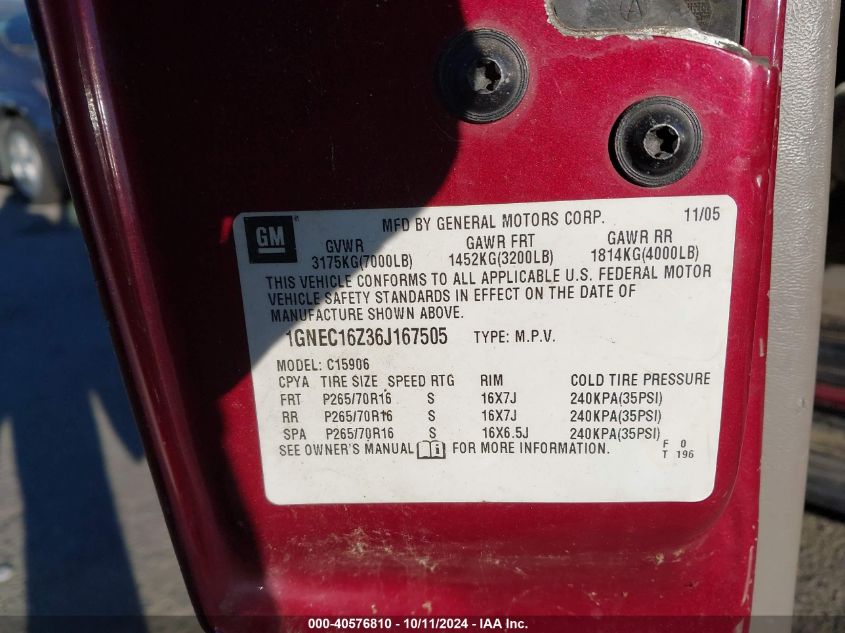 GM
MFD BY GENERAL MOTORS CORP. 11/05
GVWR GAWR FRT GAWR RR
3175KG(7000LB) 1452KG(3200LB) 1814KG(4000LB)
THIS VEHICLE CONFORMS TO ALL APPLICABLE U.S. FEDERAL MOTOR
VEHICLE SAFETY STANDARDS IN EFFECT ON THE DATE OF
MANUFACTURE SHOWN ABOVE.
1GNEC16Z36J167505 TYPE: M.P.V.
MODEL: C15906
CPYA TIRE SIZE SPEED RTG RIM COLD TIRE PRESSURE
FRT P265/70R16 S 16X7J 240KPA(35PSI)
RR P265/70R16 S 16X7J 240KPA(35PSI)
SPA P265/70R16 S 16X6.5J 240KPA(35PSI)
SEE OWNER'S MANUAL FOR MORE INFORMATION. F 0
T 196
000-40576810 - 10/11/2024 - IAA Inc.